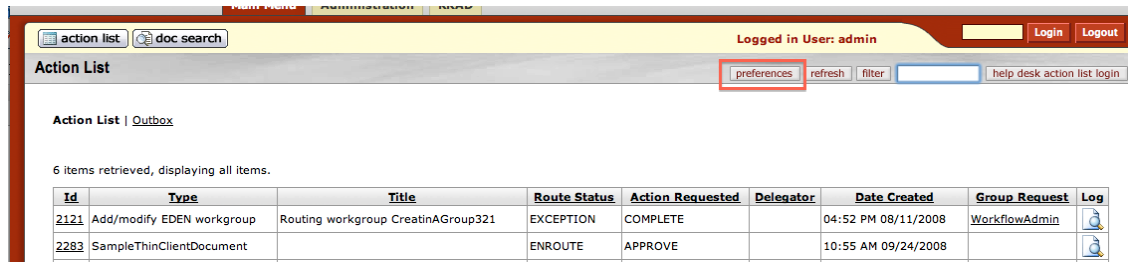 Main Menu Administration KRAD
action list doc search Logged in User: admin Login Logout
Action List preferences refresh filter help desk action list login
Action List | Outbox
6 items retrieved, displaying all items.
Id Type Title Route Status Action Requested Delegator Date Created Group Request Log
2121 Add/modify EDEN workgroup Routing workgroup CreatinAGroup321 EXCEPTION COMPLETE 04:52 PM 08/11/2008 WorkflowAdmin
2283 SampleThinClientDocument ENROUTE APPROVE 10:55 AM 09/24/2008